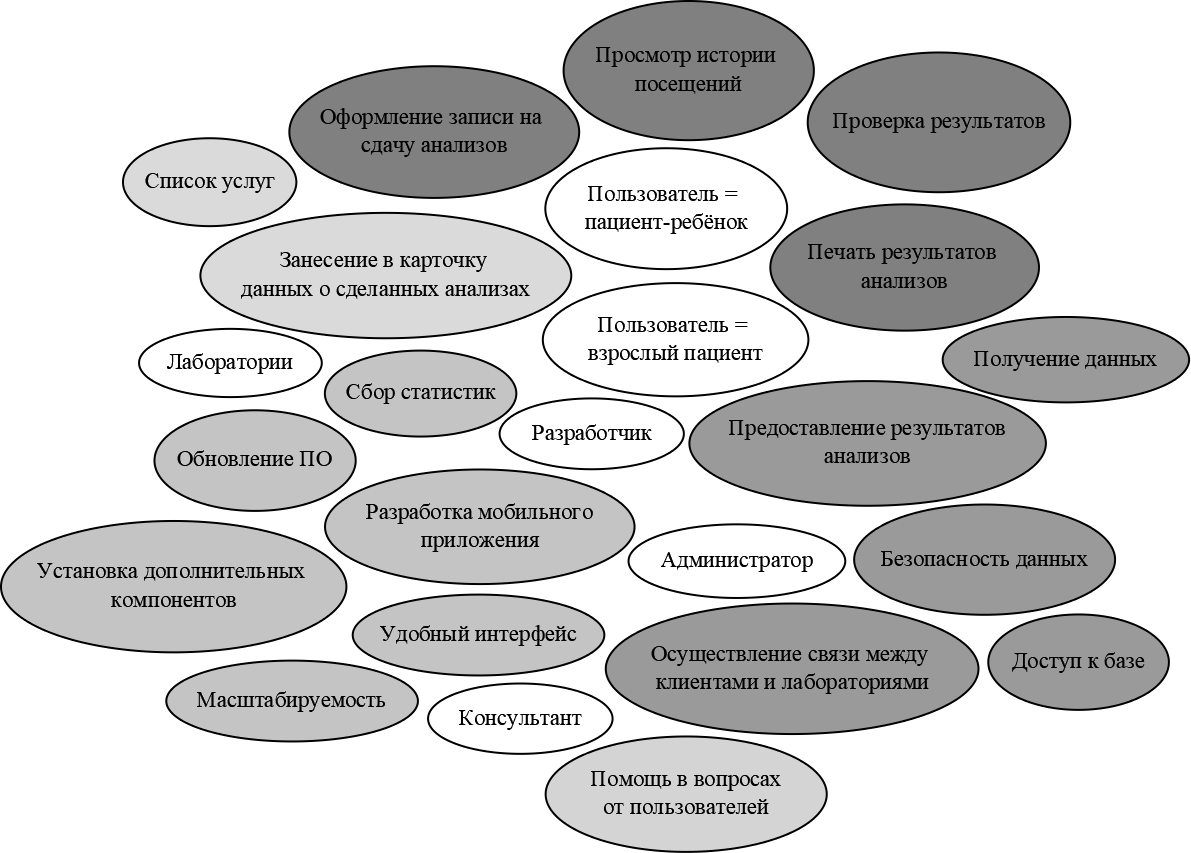 Просмотр истории
посещений
Оформление записи на
сдачу анализов
Проверка результатов
Список услуг
Пользователь =
пациент-ребёнок
Занесение в карточку
данных о сделанных анализах
Печать результатов
анализов
Пользователь =
взрослый пациент
Лаборатории
Получение данных
Сбор статистик
Разработчик
Предоставление результатов
анализов
Обновление ПО
Разработка мобильного
приложения
Администратор
Безопасность данных
Установка дополнительных
компонентов
Удобный интерфейс
Осуществление связи между
клиентами и лабораториями
Доступ к базе
Масштабируемость
Консультант
Помощь в вопросах
от пользователей